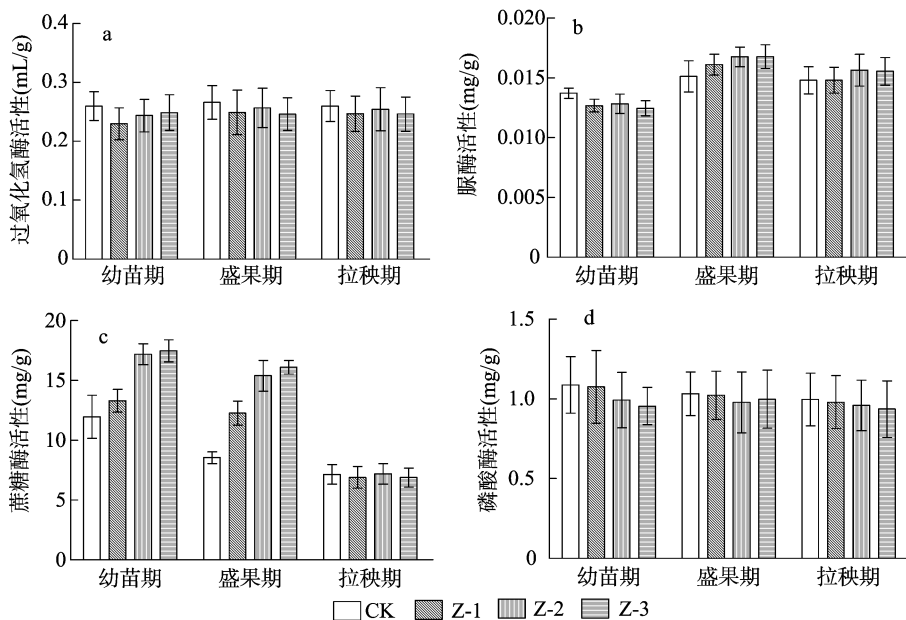 a
过氧化氢酶活性(mL/g)
0.4
0.3
0.2
0.1
0
幼苗期 盛果期 拉秧期
b
脲酶活性(mg/g)
0.020
0.015
0.010
0.005
0
幼苗期 盛果期 拉秧期
c
蔗糖酶活性(mg/g)
20
15
10
5
0
幼苗期 盛果期 拉秧期
d
磷酸酶活性(mg/g)
1.5
1.0
0.5
0
幼苗期 盛果期 拉秧期
CK Z-1 Z-2 Z-3